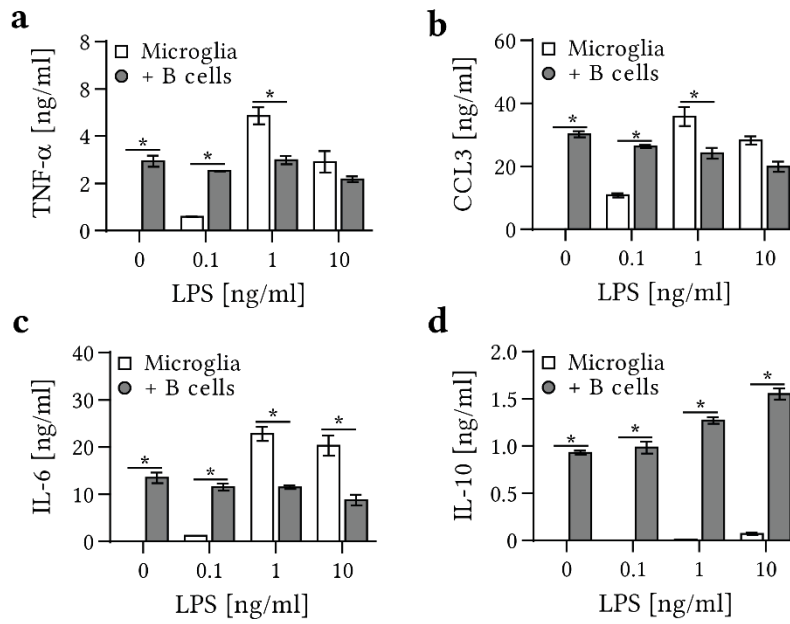 a
8
8
4
2
0
TNF-α [ng/ml]
Microglia
+ B cells
* * *
0 0.1 1 10
LPS [ng/ml]
b
60
40
20
0
CCL3 [ng/ml]
Microglia
+ B cells
* * *
0 0.1 1 10
LPS [ng/ml]
c
40
30
20
10
0
IL-6 [ng/ml]
Microglia
+ B cells
* * * *
0 0.1 1 10
LPS [ng/ml]
d
2.0
1.5
1.0
0.5
0
IL-10 [ng/ml]
Microglia
+ B cells
* * * *
0 0.1 1 10
LPS [ng/ml]